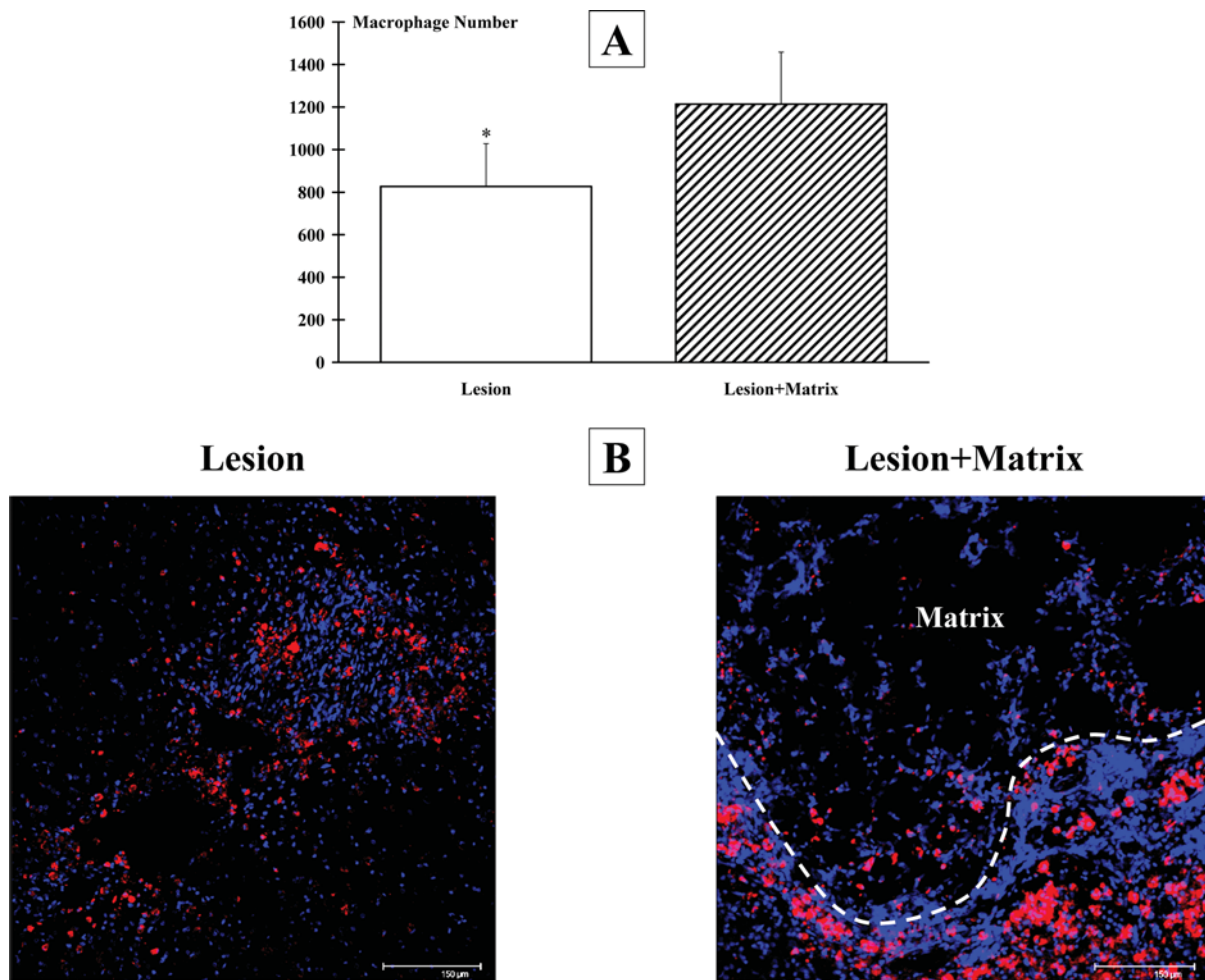 1600
Macrophage Number
A
1400
1200
1000
*
800
600
400
200
0
Lesion
Lesion+Matrix
Lesion
B
Lesion+Matrix
Matrix
150 µm
150 µm